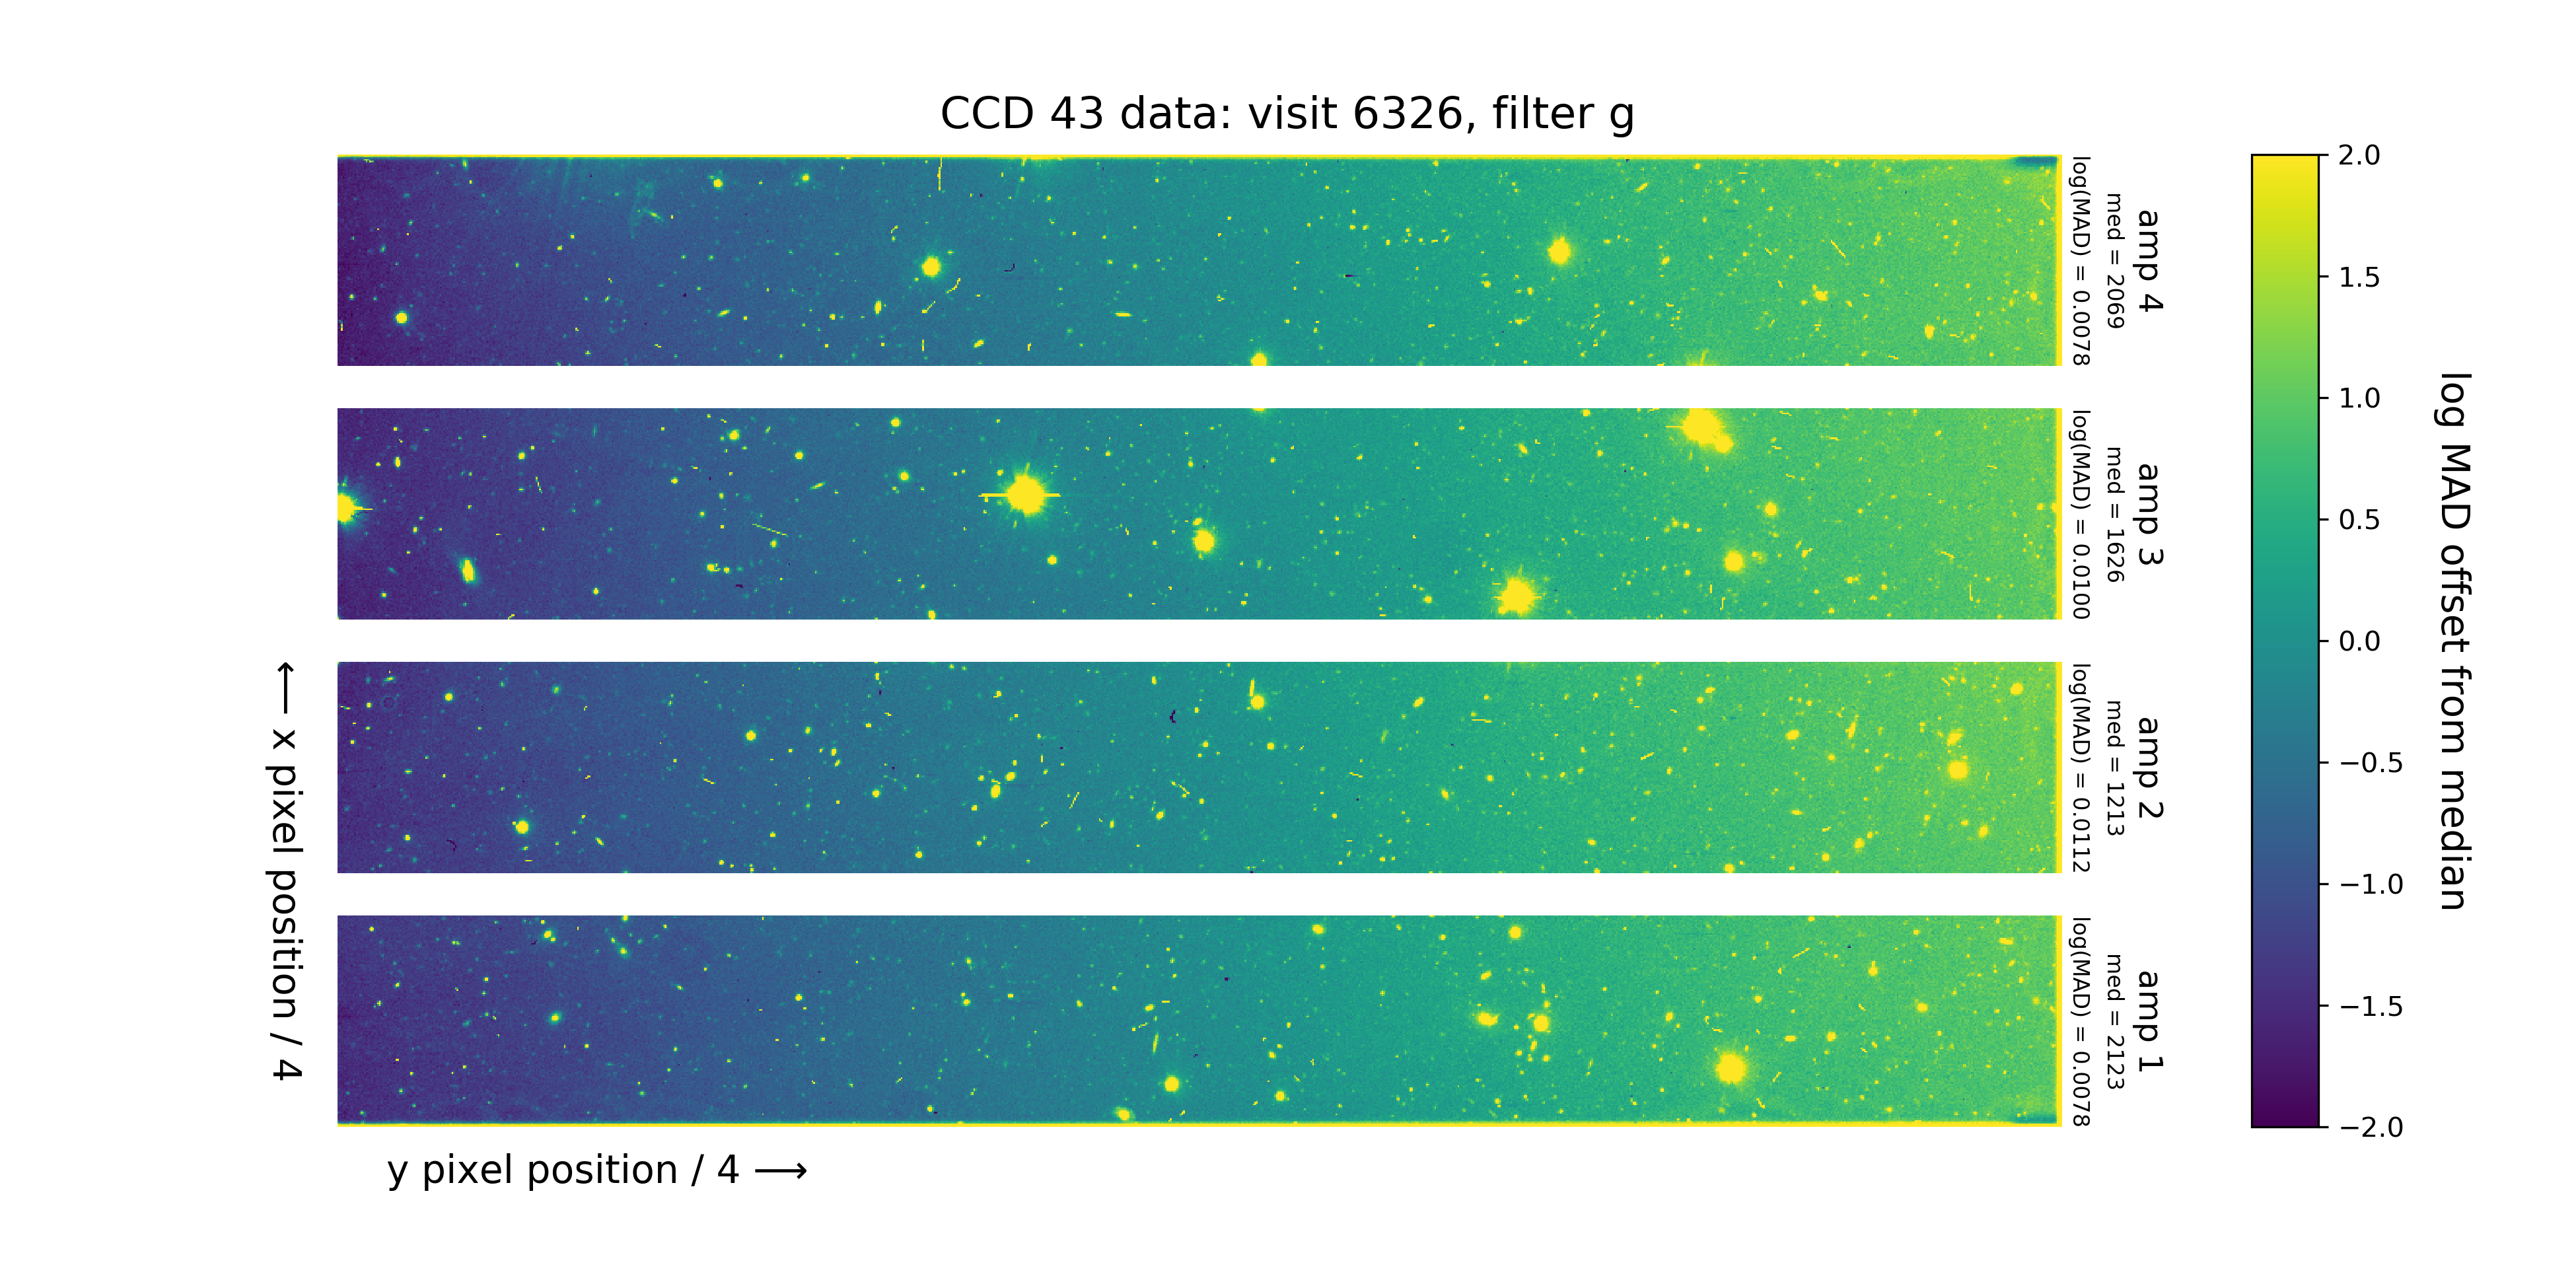 CCD 43 data: visit 6326, filter g
amp 4
med = 2069
log(MAD) = 0.0078
amp 3
med = 1626
log(MAD) = 0.0100
amp 2
med = 1213
log(MAD) = 0.0112
amp 1
med = 2123
log(MAD) = 0.0078
⟵ x pixel position / 4
y pixel position / 4 ⟶
2.0
1.5
1.0
0.5
0.0
−0.5
−1.0
−1.5
−2.0
log MAD offset from median